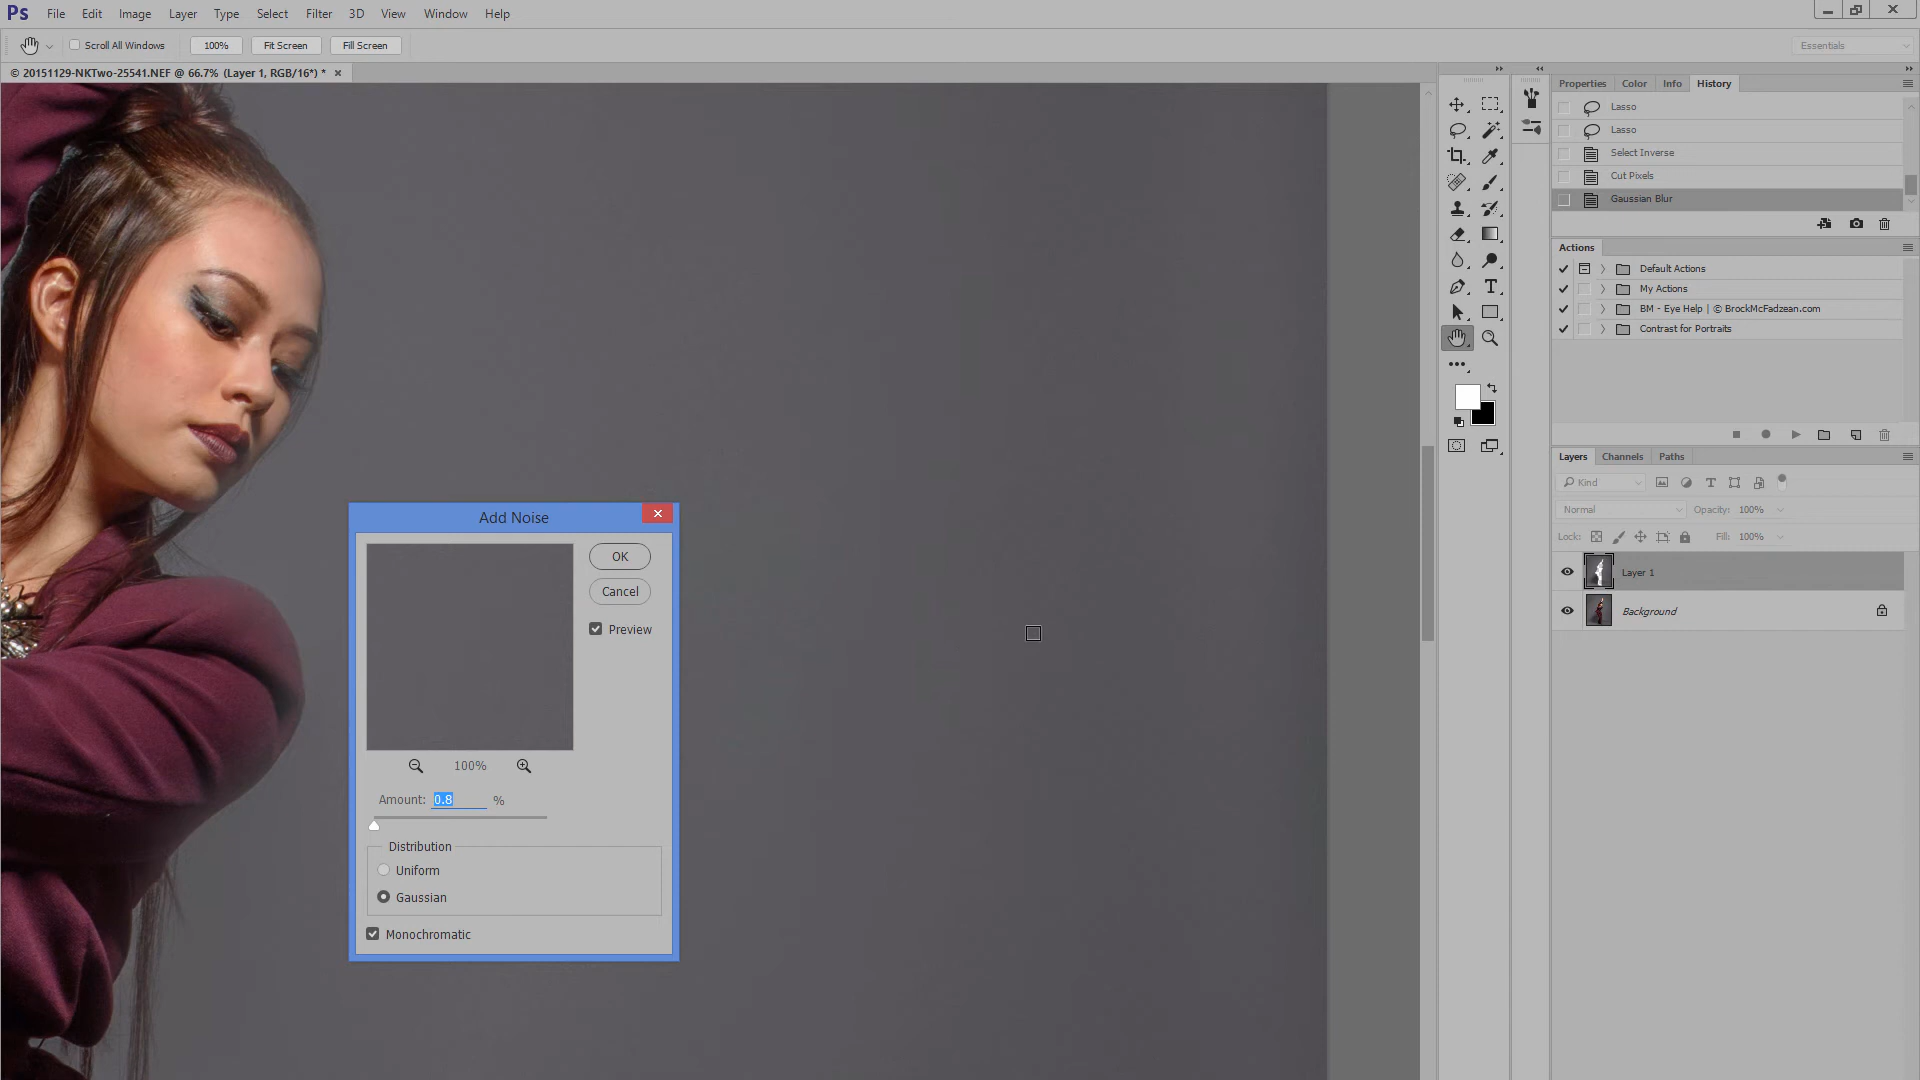 Ps File Edit Image Layer Type Select Filter 3D View Window Help
Scroll All Windows 100% Fit Screen Fill Screen Essentials
© 20151129-NKTwo-25541.NEF @ 66.7% (Layer 1, RGB/16*) *
Properties Color Info History
Lasso
Lasso
Select Inverse
Cut Pixels
Gaussian Blur
Actions
Default Actions
My Actions
BM - Eye Help | © BrockMcFadzean.com
Contrast for Portraits
Layers Channels Paths
Kind
Normal Opacity: 100%
Lock: Fill: 100%
Layer 1
Background
Add Noise
OK
Cancel
Preview
100%
Amount: 0.8 %
Distribution
Uniform
Gaussian
Monochromatic